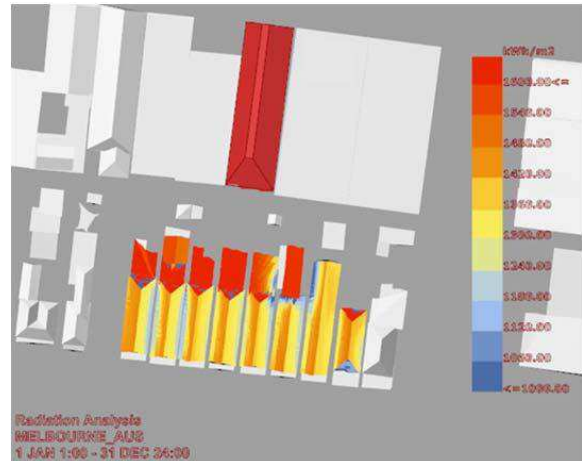 kWh/m2
1600.00<=
1540.00
1480.00
1420.00
1360.00
1300.00
1240.00
1180.00
1120.00
1060.00
<=1000.00
Radiation Analysis
MELBOURNE_AUG
1 JAN 1:00 - 31 DEC 24:00